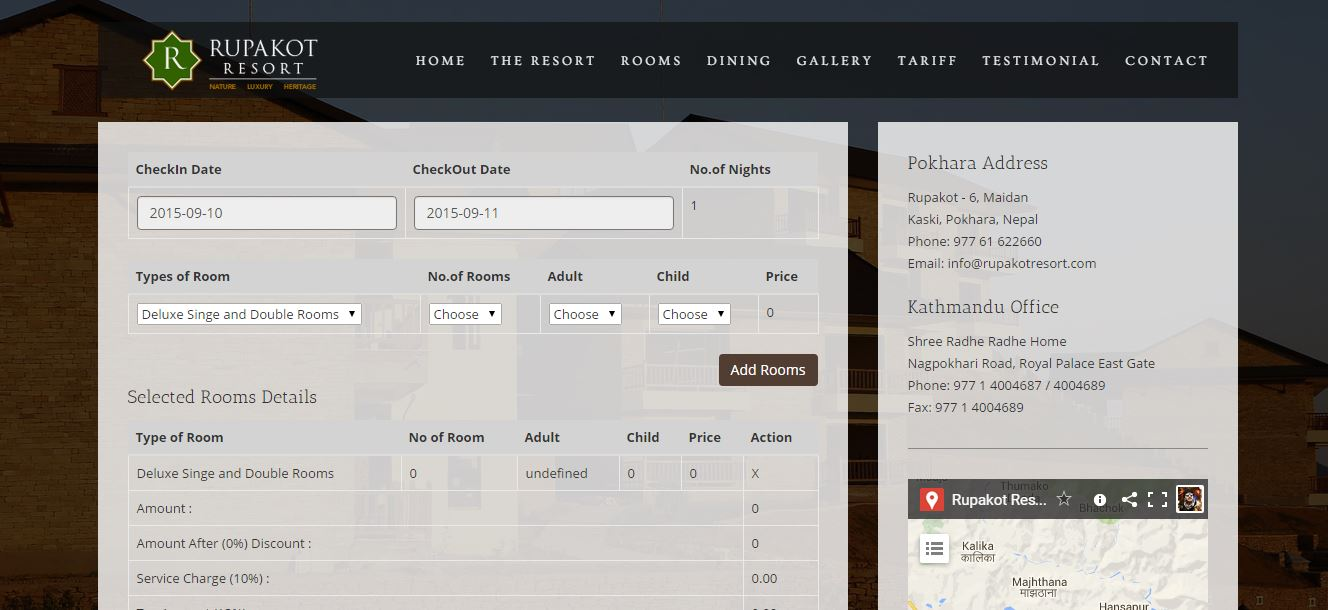 R RUPAKOT
RESORT
NATURE LUXURY HERITAGE
HOME THE RESORT ROOMS DINING GALLERY TARIFF TESTIMONIAL CONTACT
CheckIn Date CheckOut Date No.of Nights
2015-09-10 2015-09-11 1
Types of Room No.of Rooms Adult Child Price
Deluxe Singe and Double Rooms Choose Choose Choose 0
Add Rooms
Selected Rooms Details
Type of Room No of Room Adult Child Price Action
Deluxe Singe and Double Rooms 0 undefined 0 0 X
Amount : 0
Amount After (0%) Discount : 0
Service Charge (10%) : 0.00
Pokhara Address
Rupakot - 6, Maidan
Kaski, Pokhara, Nepal
Phone: 977 61 622660
Email: info@rupakotresort.com
Kathmandu Office
Shree Radhe Radhe Home
Nagpokhari Road, Royal Palace East Gate
Phone: 977 1 4004687 / 4004689
Fax: 977 1 4004689
Thumako
Rupakot Res...
Bhachok
Kalika
कालिका
Majhthana
माझठाना
Hansapur